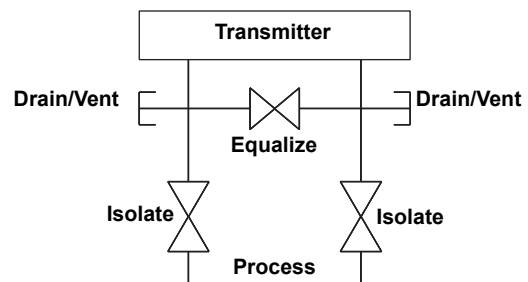 Transmitter
Drain/Vent
Drain/Vent
Equalize
Isolate
Isolate
Process